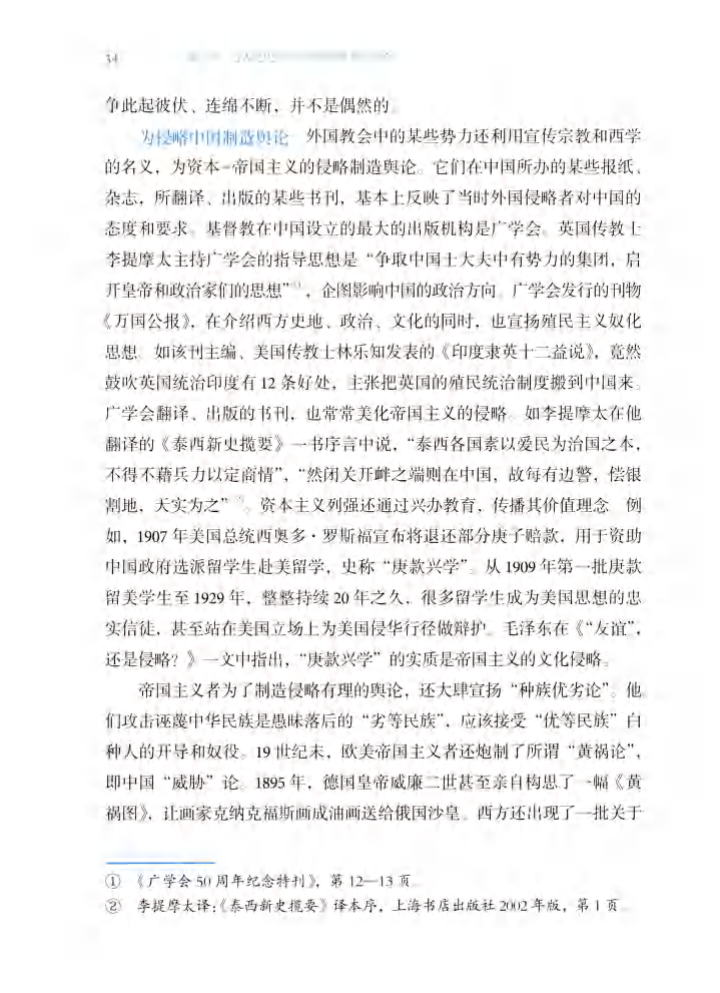 34
争此起彼伏、连绵不断，并不是偶然的。
为侵略中国制造舆论 外国教会中的某些势力还利用宣传宗教和西学
的名义，为资本-帝国主义的侵略制造舆论。它们在中国所办的某些报纸、
杂志，所翻译、出版的某些书刊，基本上反映了当时外国侵略者对中国的
态度和要求。基督教在中国设立的最大的出版机构是广学会。英国传教士
李提摩太主持广学会的指导思想是“争取中国士大夫中有势力的集团，启
开皇帝和政治家们的思想”①，企图影响中国的政治方向。广学会发行的刊物
《万国公报》，在介绍西方史地、政治、文化的同时，也宣扬殖民主义奴化
思想。如该刊主编、美国传教士林乐知发表的《印度隶英十二益说》，竟然
鼓吹英国统治印度有12条好处，主张把英国的殖民统治制度搬到中国来。
广学会翻译、出版的书刊，也常常美化帝国主义的侵略。如李提摩太在他
翻译的《泰西新史揽要》一书序言中说，“泰西各国素以爱民为治国之本，
不得不藉兵力以定商情”，“然闭关开衅之端则在中国，故每有边警，偿银
割地，天实为之”②。资本主义列强还通过兴办教育，传播其价值理念。例
如，1907年美国总统西奥多·罗斯福宣布将退还部分庚子赔款，用于资助
中国政府选派留学生赴美留学，史称“庚款兴学”。从1909年第一批庚款
留美学生至1929年，整整持续20年之久，很多留学生成为美国思想的忠
实信徒，甚至站在美国立场上为美国侵华行径做辩护。毛泽东在《“友谊”，
还是侵略？》一文中指出，“庚款兴学”的实质是帝国主义的文化侵略。
帝国主义者为了制造侵略有理的舆论，还大肆宣扬“种族优劣论”。他
们攻击诬蔑中华民族是愚昧落后的“劣等民族”，应该接受“优等民族”白
种人的开导和奴役。19世纪末，欧美帝国主义者还炮制了所谓“黄祸论”，
即中国“威胁”论。1895年，德国皇帝威廉二世甚至亲自构思了一幅《黄
祸图》，让画家克纳克福斯画成油画送给俄国沙皇。西方还出现了一批关于
① 《广学会50周年纪念特刊》，第12—13页。
② 李提摩太译：《泰西新史揽要》译本序，上海书店出版社2002年版，第1页。